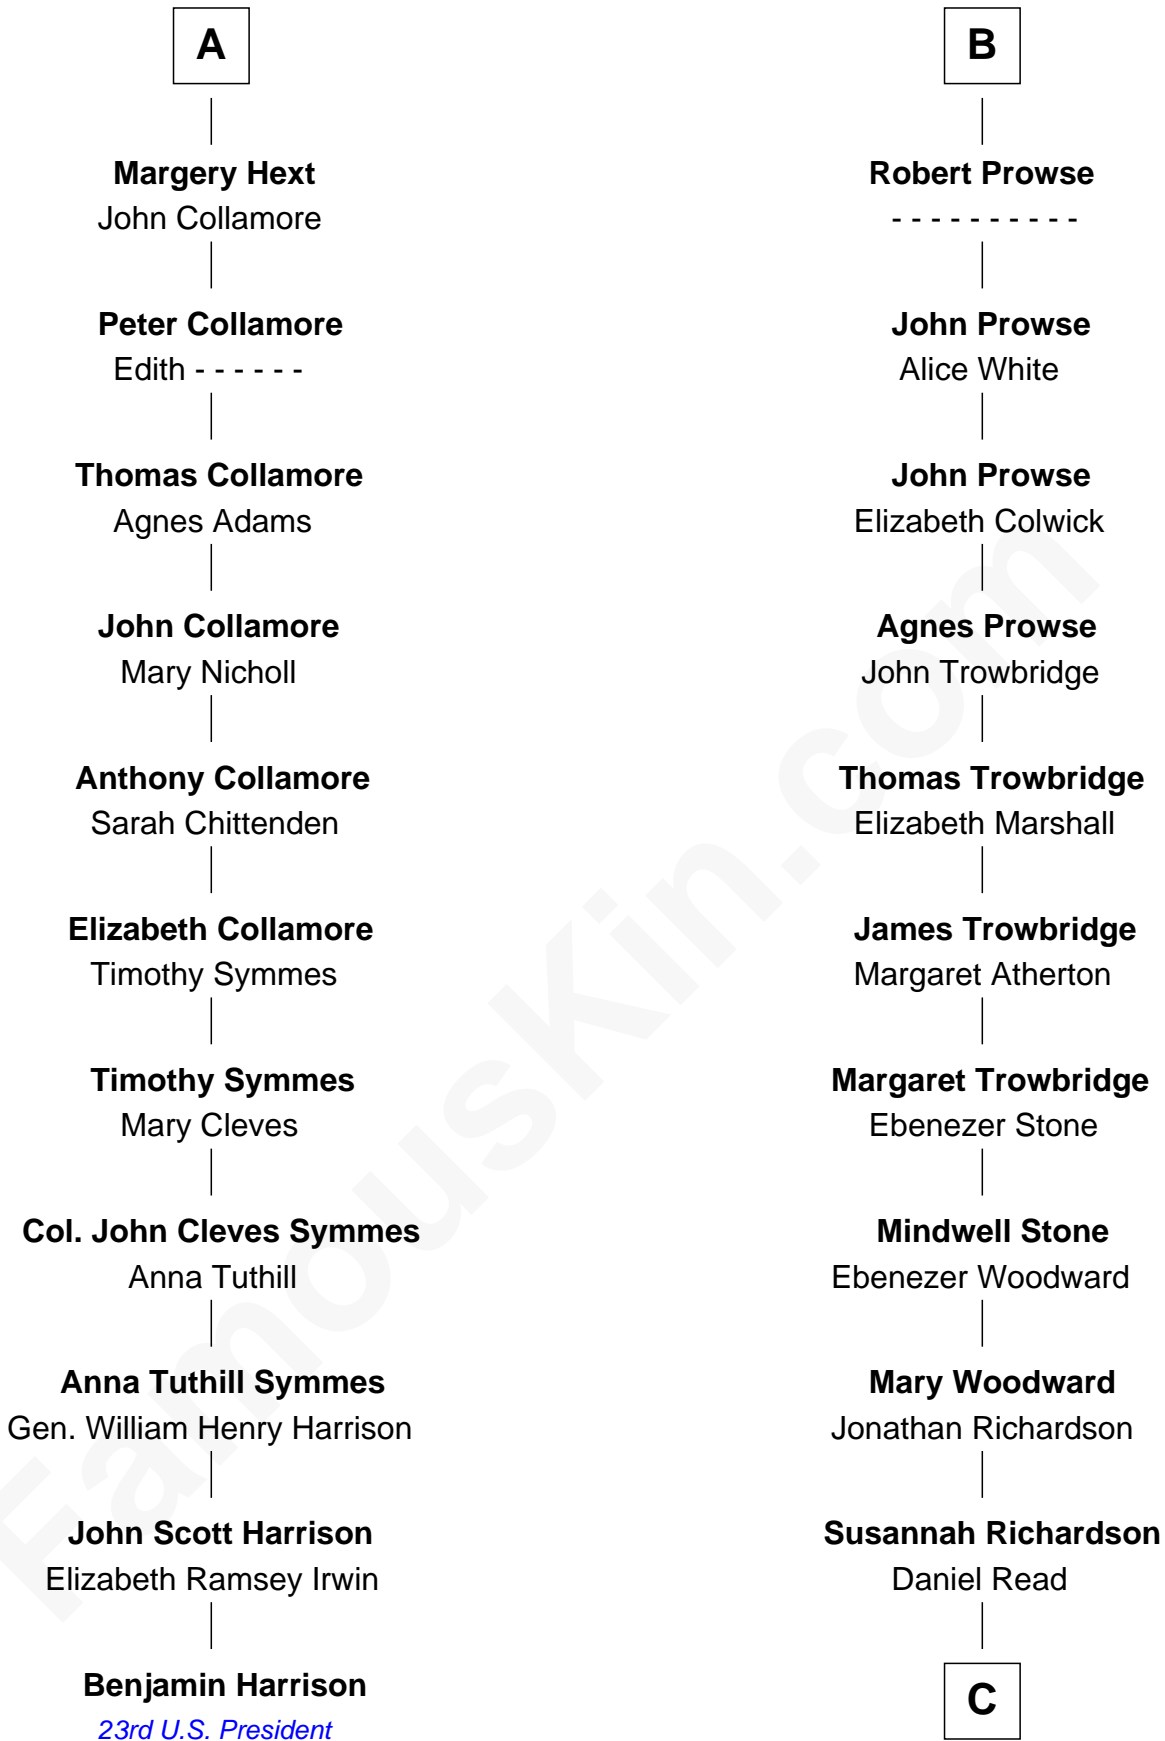 A
Margery Hext
John Collamore
Peter Collamore
Edith - - - - - -
Thomas Collamore
Agnes Adams
John Collamore
Mary Nicholl
Anthony Collamore
Sarah Chittenden
Elizabeth Collamore
Timothy Symmes
Timothy Symmes
Mary Cleves
Col. John Cleves Symmes
Anna Tuthill
Anna Tuthill Symmes
Gen. William Henry Harrison
John Scott Harrison
Elizabeth Ramsey Irwin
Benjamin Harrison
23rd U.S. President
B
Robert Prowse
- - - - - - - - - -
John Prowse
Alice White
John Prowse
Elizabeth Colwick
Agnes Prowse
John Trowbridge
Thomas Trowbridge
Elizabeth Marshall
James Trowbridge
Margaret Atherton
Margaret Trowbridge
Ebenezer Stone
Mindwell Stone
Ebenezer Woodward
Mary Woodward
Jonathan Richardson
Susannah Richardson
Daniel Read
C
FamousKin.com